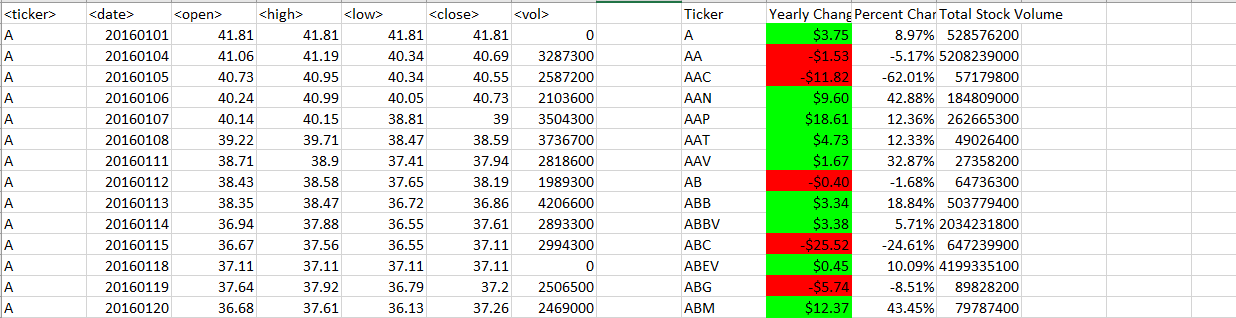 <ticker> <date> <open> <high> <low> <close> <vol> Ticker Yearly Chang Percent Char Total Stock Volume
A 20160101 41.81 41.81 41.81 41.81 0 A $3.75 8.97% 528576200
A 20160104 41.06 41.19 40.34 40.69 3287300 AA -$1.53 -5.17% 5208239000
A 20160105 40.73 40.95 40.34 40.55 2587200 AAC -$11.82 -62.01% 57179800
A 20160106 40.24 40.99 40.05 40.73 2103600 AAN $9.60 42.88% 184809000
A 20160107 40.14 40.15 38.81 39 3504300 AAP $18.61 12.36% 262665300
A 20160108 39.22 39.71 38.47 38.59 3736700 AAT $4.73 12.33% 49026400
A 20160111 38.71 38.9 37.41 37.94 2818600 AAV $1.67 32.87% 27358200
A 20160112 38.43 38.58 37.65 38.19 1989300 AB -$0.40 -1.68% 64736300
A 20160113 38.35 38.47 36.72 36.86 4206600 ABB $3.34 18.84% 503779400
A 20160114 36.94 37.88 36.55 37.61 2893300 ABBV $3.38 5.71% 2034231800
A 20160115 36.67 37.56 36.55 37.11 2994300 ABC -$25.52 -24.61% 647239900
A 20160118 37.11 37.11 37.11 37.11 0 ABEV $0.45 10.09% 4199335100
A 20160119 37.64 37.92 36.79 37.2 2506500 ABG -$5.74 -8.51% 89828200
A 20160120 36.68 37.61 36.13 37.26 2469000 ABM $12.37 43.45% 79787400